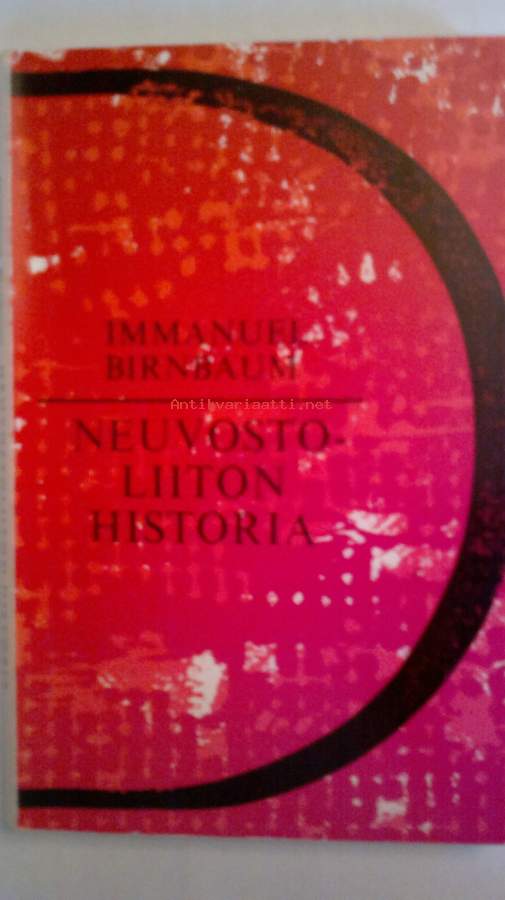 IMMANUEL
BIRNBAUM
Antikvariaatti.net
NEUVOSTO-
LIITON
HISTORIA